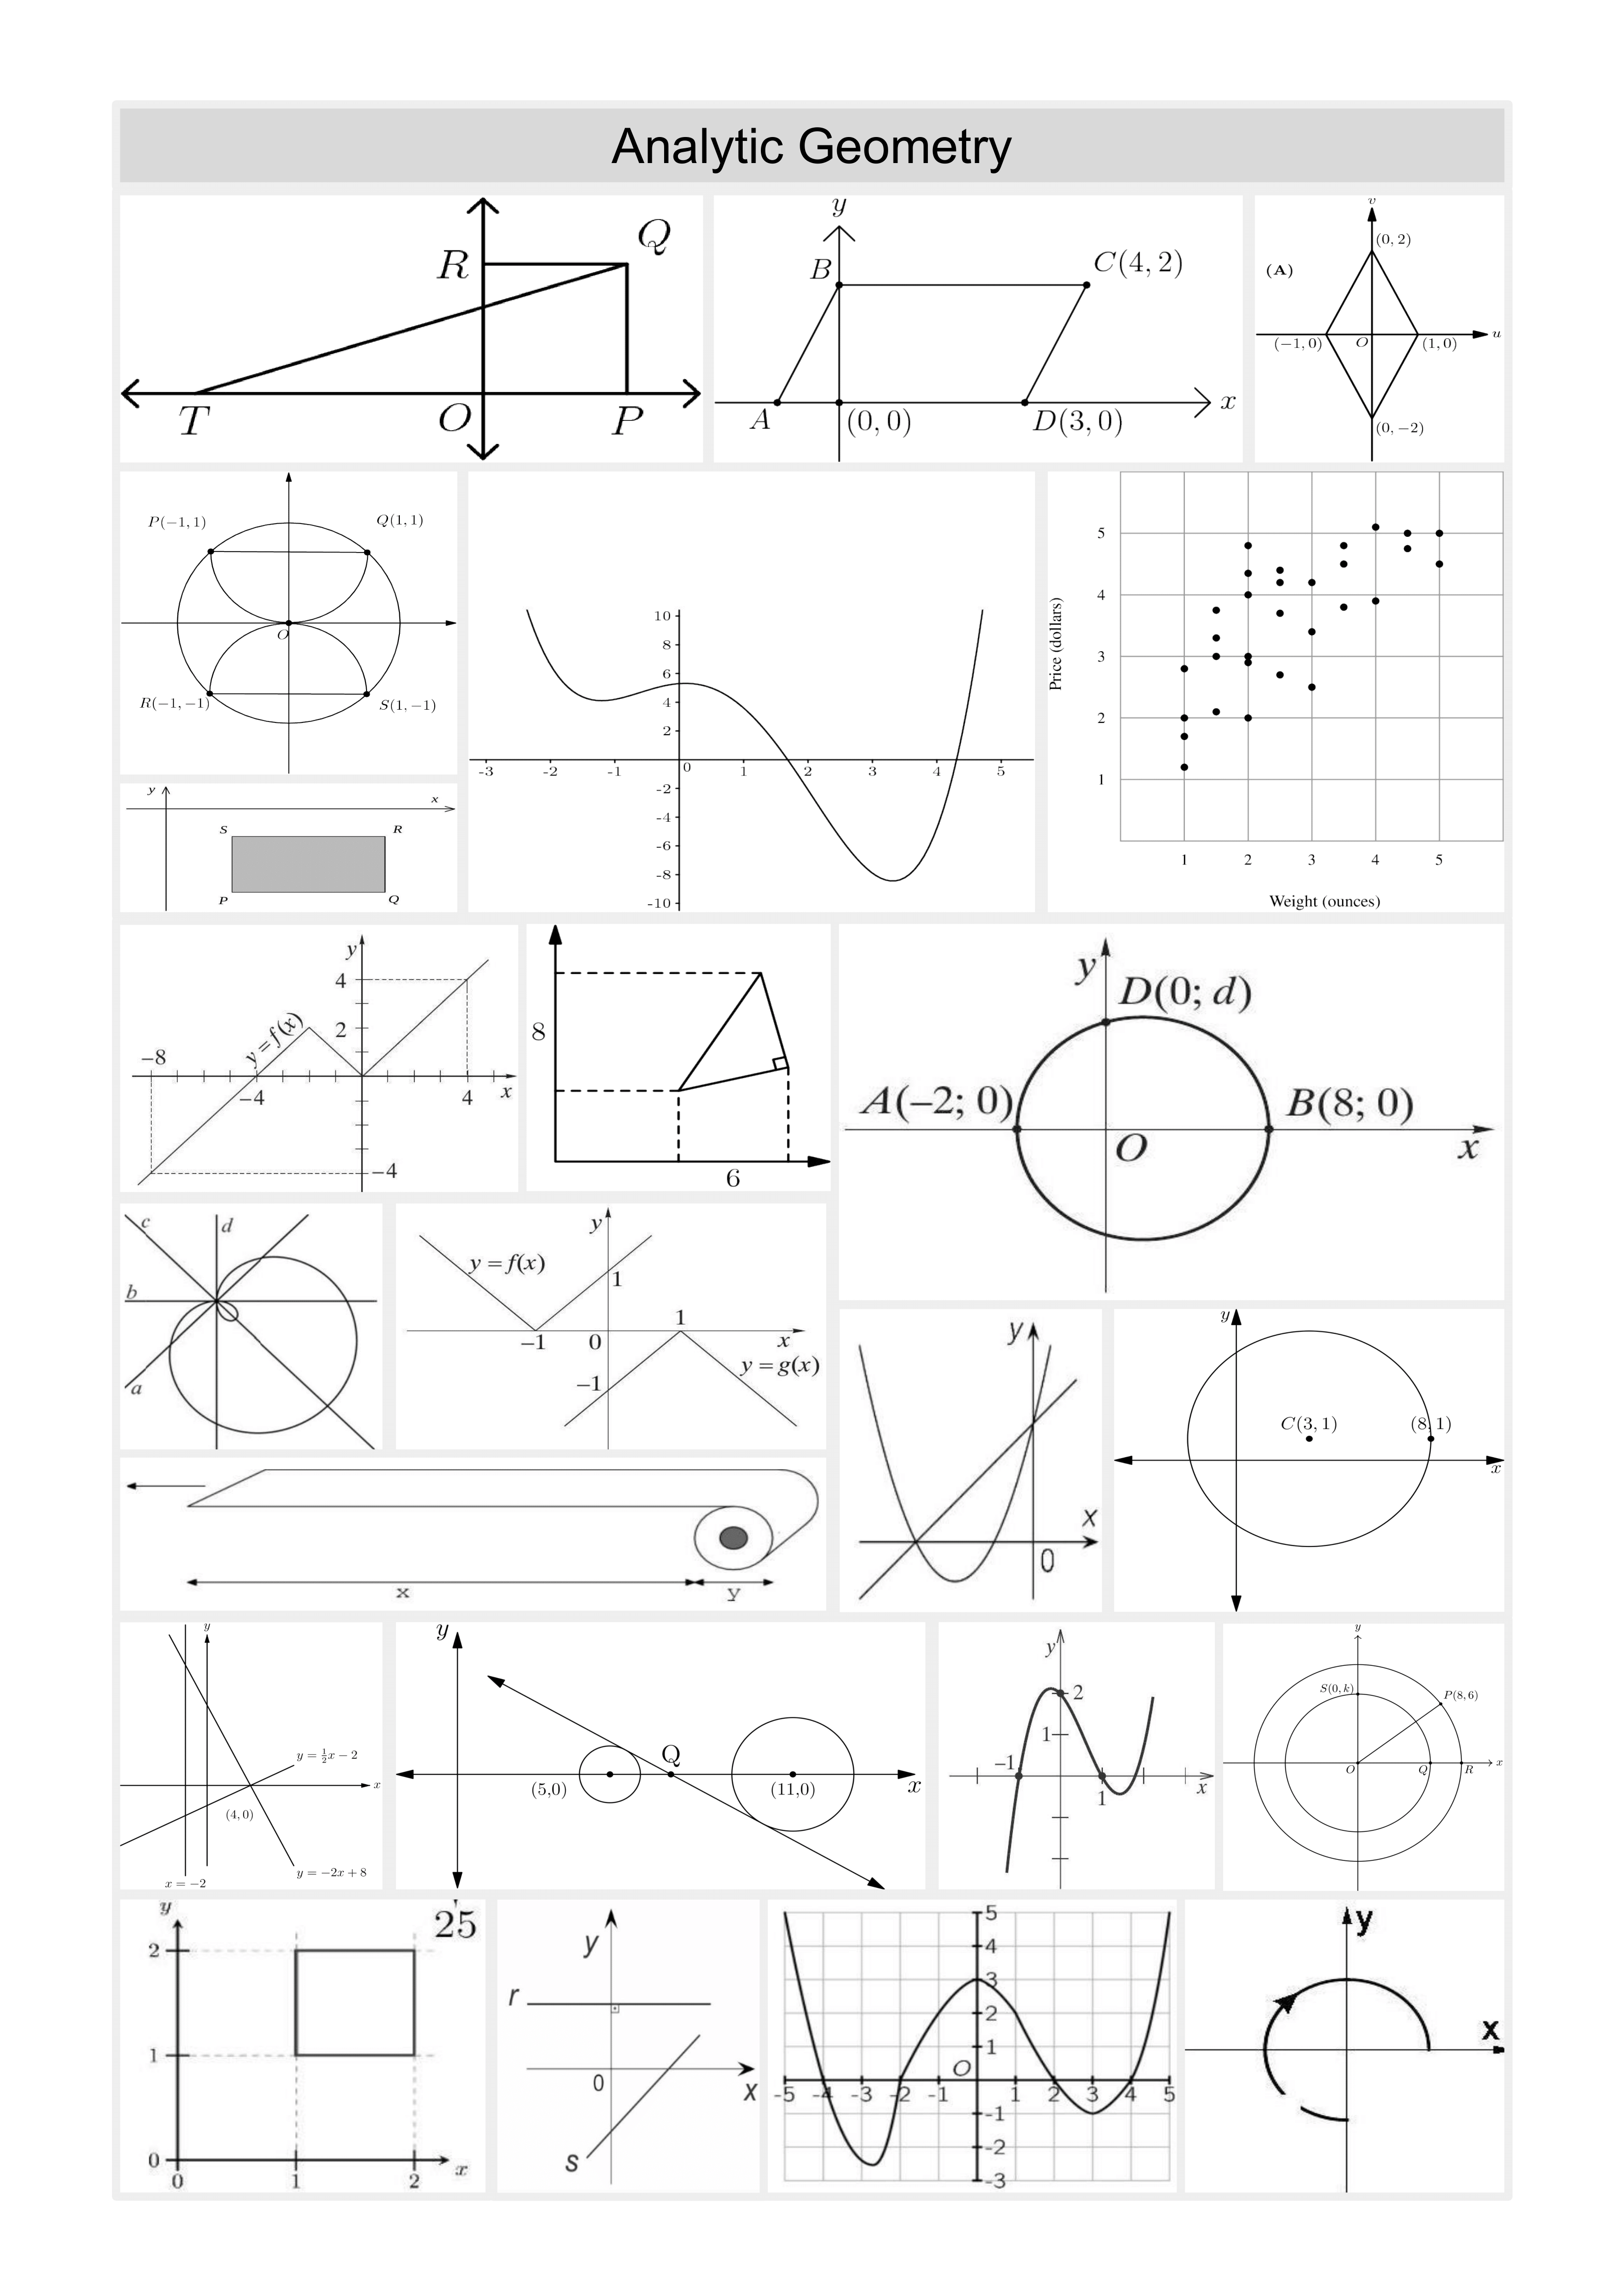 Analytic Geometry
R
Q
T
O
P
y
B
C(4, 2)
A
(0, 0)
D(3, 0)
x
v
(0, 2)
(A)
(−1, 0)
O
(1, 0)
u
(0, −2)
P(−1, 1)
Q(1, 1)
O
R(−1, −1)
S(1, −1)
y
x
S
R
P
Q
10
8
6
4
2
-3
-2
-1
0
1
2
3
4
5
-2
-4
-6
-8
-10
Price (dollars)
5
4
3
2
1
1
2
3
4
5
Weight (ounces)
y
4
y = f(x)
2
−8
−4
4
x
−4
8
6
y
D(0; d)
A(−2; 0)
B(8; 0)
O
x
c
d
b
a
y
y = f(x)
1
1
−1
0
x
y = g(x)
−1
x
y
y
x
0
y
C(3, 1)
(8, 1)
x
y
y = ½x − 2
x
(4, 0)
y = −2x + 8
x = −2
y
Q
(5,0)
(11,0)
x
y
2
1
−1
1
x
y
S(0, k)
P(8, 6)
O
Q
R
x
y
25
2
1
0
0
1
2
x
y
r
0
x
s
5
4
3
2
1
O
-5
-4
-3
-2
-1
1
2
3
4
5
-1
-2
-3
y
x